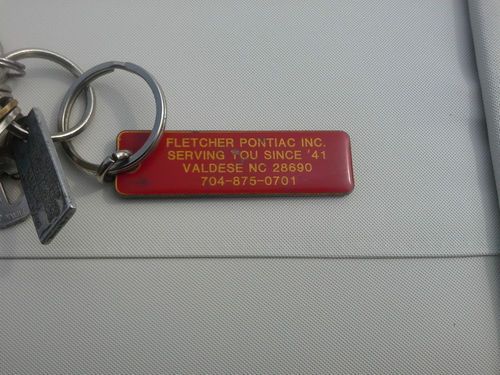 FLETCHER PONTIAC INC.
SERVING YOU SINCE '41
VALDESE NC 28690
704-875-0701